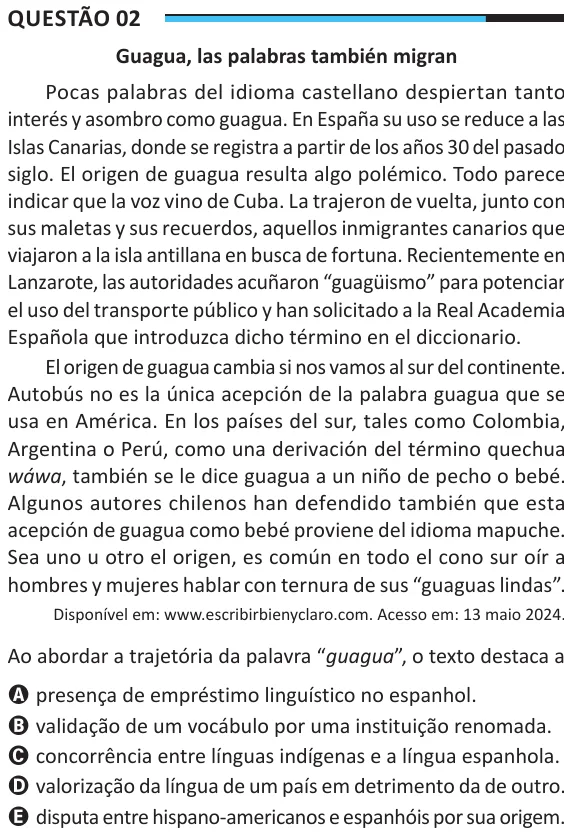 QUESTÃO 02
Guagua, las palabras también migran
Pocas palabras del idioma castellano despiertan tanto
interés y asombro como guagua. En España su uso se reduce a las
Islas Canarias, donde se registra a partir de los años 30 del pasado
siglo. El origen de guagua resulta algo polémico. Todo parece
indicar que la voz vino de Cuba. La trajeron de vuelta, junto con
sus maletas y sus recuerdos, aquellos inmigrantes canarios que
viajaron a la isla antillana en busca de fortuna. Recientemente en
Lanzarote, las autoridades acuñaron “guagüismo” para potenciar
el uso del transporte público y han solicitado a la Real Academia
Española que introduzca dicho término en el diccionario.
El origen de guagua cambia si nos vamos al sur del continente.
Autobús no es la única acepción de la palabra guagua que se
usa en América. En los países del sur, tales como Colombia,
Argentina o Perú, como una derivación del término quechua
wáwa, también se le dice guagua a un niño de pecho o bebé.
Algunos autores chilenos han defendido también que esta
acepción de guagua como bebé proviene del idioma mapuche.
Sea uno u otro el origen, es común en todo el cono sur oír a
hombres y mujeres hablar con ternura de sus “guaguas lindas”.
Disponível em: www.escribirbienyclaro.com. Acesso em: 13 maio 2024.
Ao abordar a trajetória da palavra “guagua”, o texto destaca a
A presença de empréstimo linguístico no espanhol.
B validação de um vocábulo por uma instituição renomada.
C concorrência entre línguas indígenas e a língua espanhola.
D valorização da língua de um país em detrimento da de outro.
E disputa entre hispano-americanos e espanhóis por sua origem.